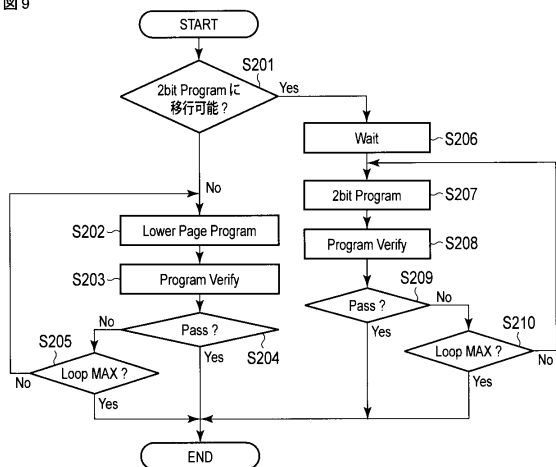 図9
START
S201
2bit Programに
移行可能?
Yes
Wait
S206
No
2bit Program
S207
S202
Lower Page Program
Program Verify
S208
S203
Program Verify
S209
Pass?
No
No
Pass?
S204
S205
Yes
Yes
S210
Loop MAX?
No
Loop MAX?
No
Yes
Yes
END